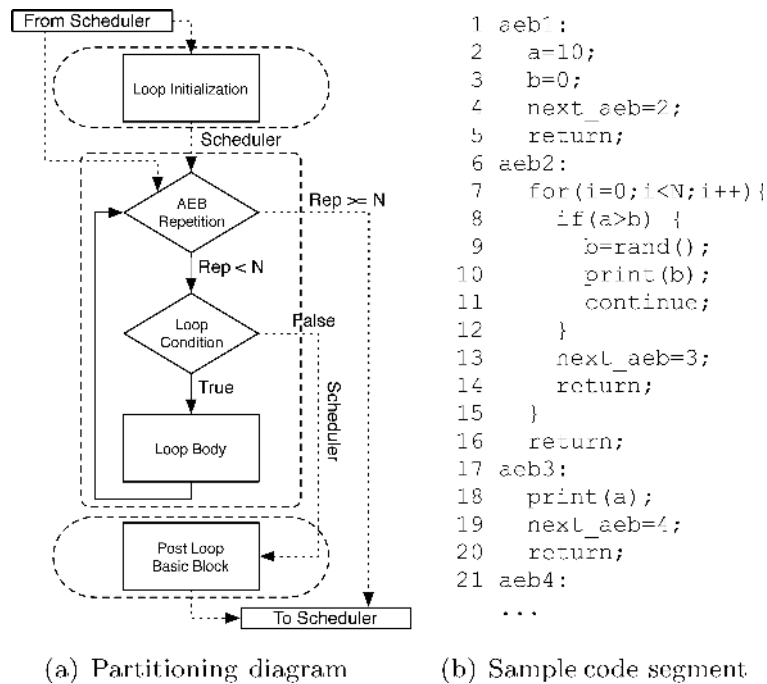 From Scheduler
Loop Initialization
Scheduler
AEB
Repetition
Rep >= N
Rep < N
Loop
Condition
False
True
Scheduler
Loop Body
Post Loop
Basic Block
To Scheduler
(a) Partitioning diagram
1 aeb1:
2 a=10;
3 b=0;
4 next_aeb=2;
5 return;
6 aeb2:
7 for(i=0;i<N;i++){
8 if(a>b) {
9 b=rand();
10 print(b);
11 continue;
12 }
13 next_aeb=3;
14 return;
15 }
16 return;
17 aeb3:
18 print(a);
19 next_aeb=4;
20 return;
21 aeb4:
...
(b) Sample code segment